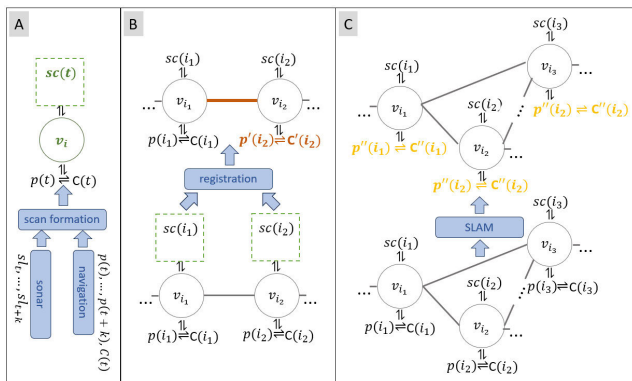 A
sc(t)
v_i
p(t) ⇌ C(t)
scan formation
sonar
navigation
sl_{t}, ..., sl_{t+k}
p(t), ..., p(t + k), C(t)
B
sc(i_1) sc(i_2)
... v_{i_1} v_{i_2} ...
p(i_1)⇌C(i_1) p'(i_2)⇌C'(i_2)
registration
sc(i_1) sc(i_2)
... v_{i_1} v_{i_2} ...
p(i_1)⇌C(i_1) p(i_2)⇌C(i_2)
C
sc(i_3)
sc(i_1) v_{i_3} ...
... v_{i_1} sc(i_2) ... p''(i_2) ⇌ C''(i_2)
p''(i_1) ⇌ C''(i_1) v_{i_2}
p''(i_2) ⇌ C''(i_2)
SLAM
sc(i_3)
sc(i_1) v_{i_3} ...
... v_{i_1} sc(i_2) ... p(i_3)⇌C(i_3)
p(i_1)⇌C(i_1) v_{i_2}
p(i_2)⇌C(i_2)